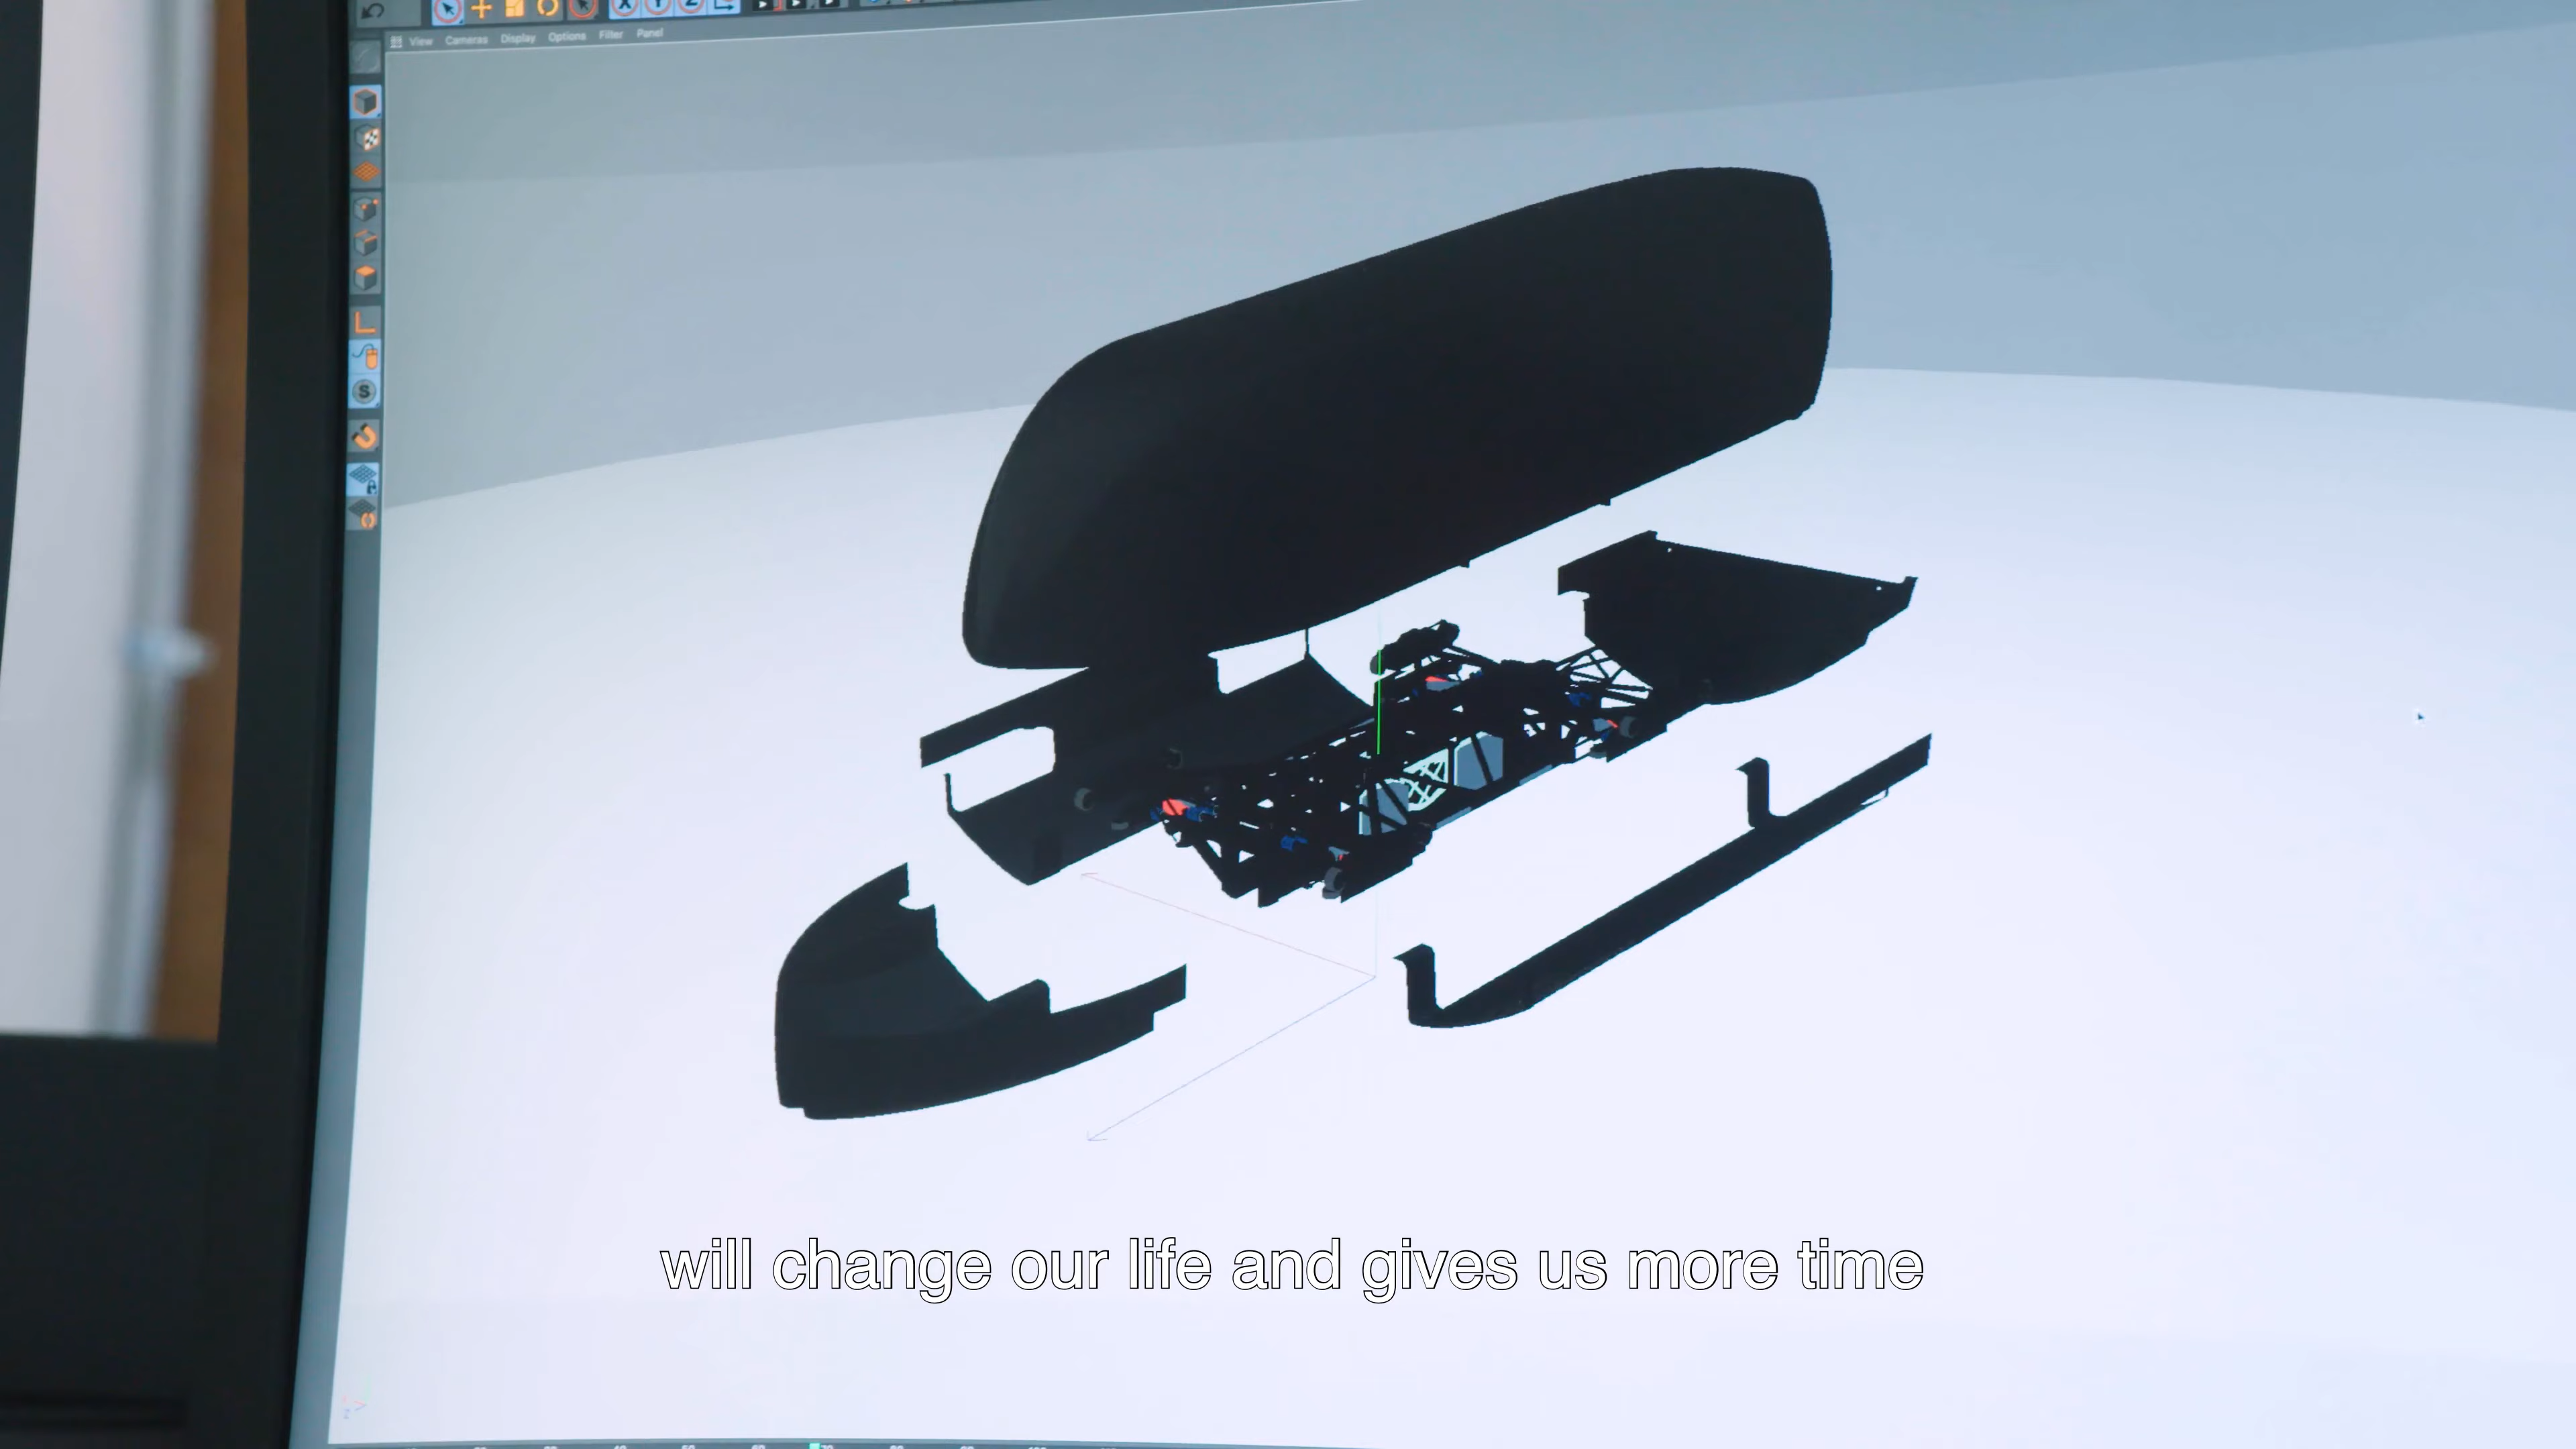 X Y Z
View Cameras Display Options Filter Panel
S
will change our life and gives us more time